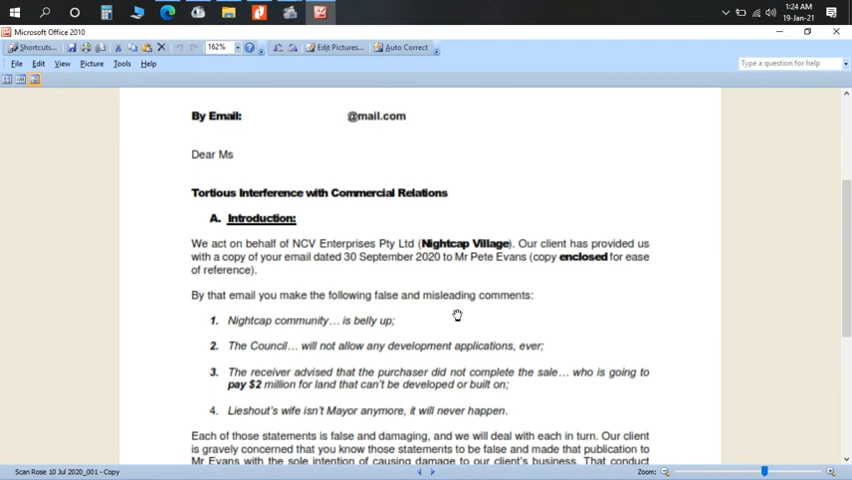 1:24 AM
19-Jan-21
Microsoft Office 2010
Shortcuts...
162%
Edit Pictures...
Auto Correct
File Edit View Picture Tools Help
Type a question for help
By Email: @mail.com
Dear Ms
Tortious Interference with Commercial Relations
A. Introduction:
We act on behalf of NCV Enterprises Pty Ltd (Nightcap Village). Our client has provided us
with a copy of your email dated 30 September 2020 to Mr Pete Evans (copy enclosed for ease
of reference).
By that email you make the following false and misleading comments:
1. Nightcap community… is belly up;
2. The Council… will not allow any development applications, ever;
3. The receiver advised that the purchaser did not complete the sale… who is going to
pay $2 million for land that can't be developed or built on;
4. Lieshout's wife isn't Mayor anymore, it will never happen.
Each of those statements is false and damaging, and we will deal with each in turn. Our client
is gravely concerned that you know those statements to be false and made that publication to
Mr Evans with the sole intention of causing damage to our client's business. That conduct
Scan Rose 10 Jul 2020_001 - Copy
Zoom: